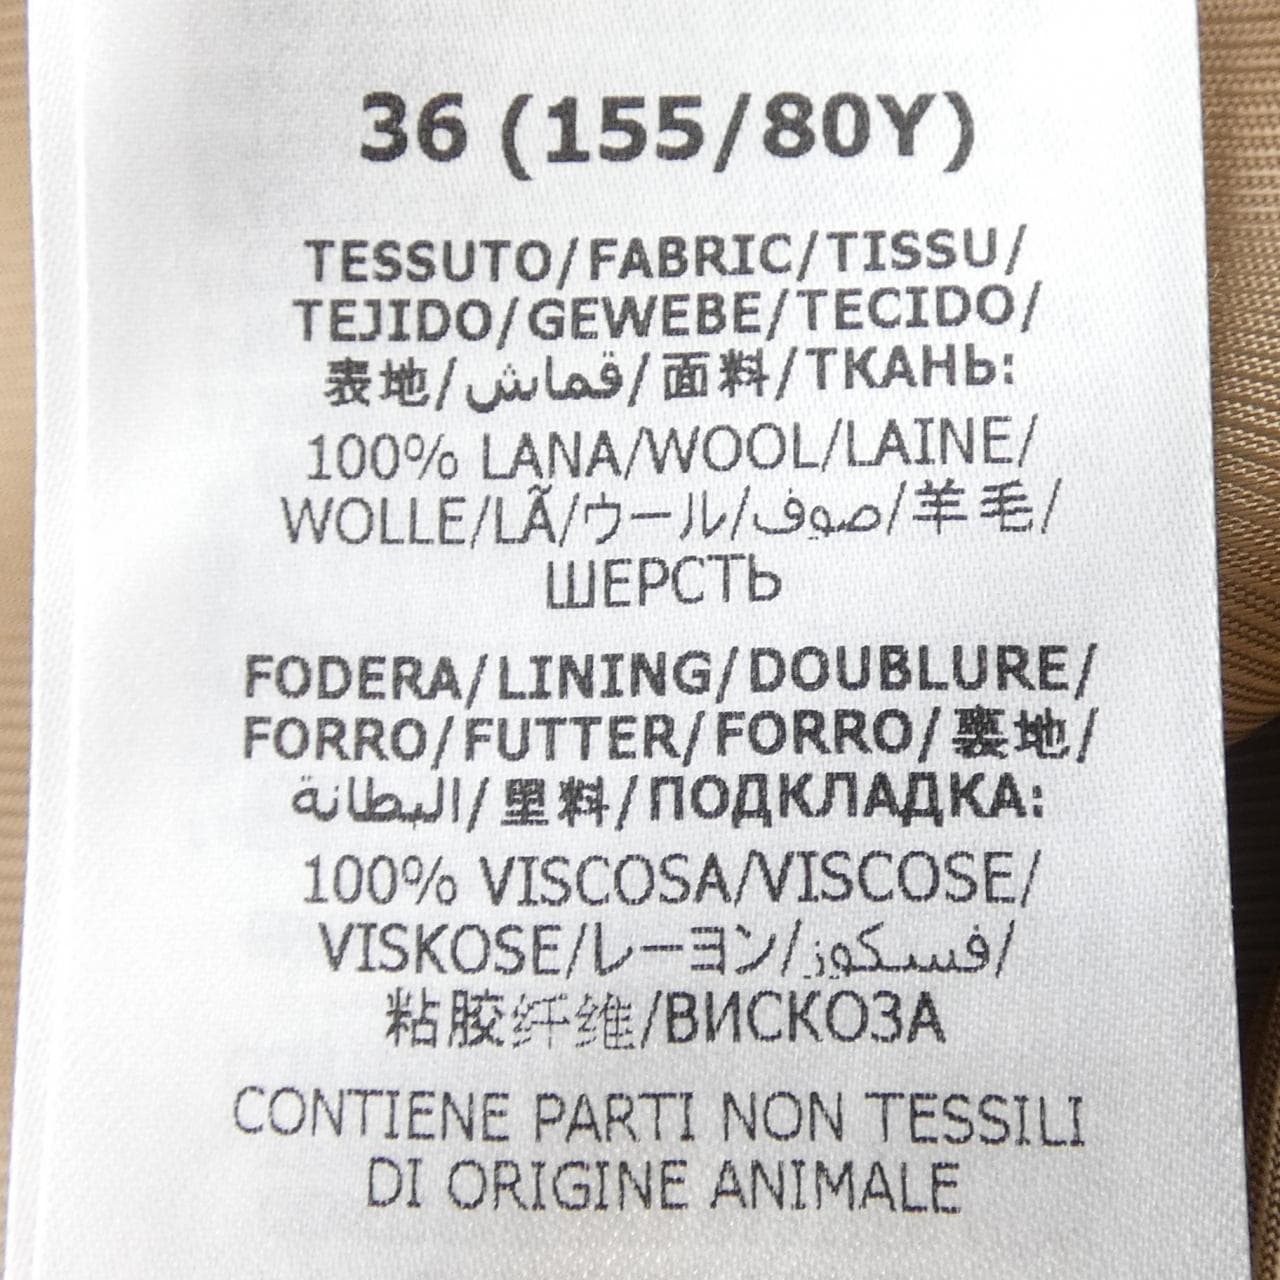 36 (155/80Y)
TESSUTO/FABRIC/TISSU/
TEJIDO/GEWEBE/TECIDO/
表地/قماش/面料/ТКАНЬ:
100% LANA/WOOL/LAINE/
WOLLE/LÃ/ウール/صوف/羊毛/
ШЕРСТЬ
FODERA/LINING/DOUBLURE/
FORRO/FUTTER/FORRO/裏地/
البطانة/里料/ПОДКЛАДКА:
100% VISCOSA/VISCOSE/
VISKOSE/レーヨン/فسكوز/
粘胶纤维/ВИСКОЗА
CONTIENE PARTI NON TESSILI
DI ORIGINE ANIMALE